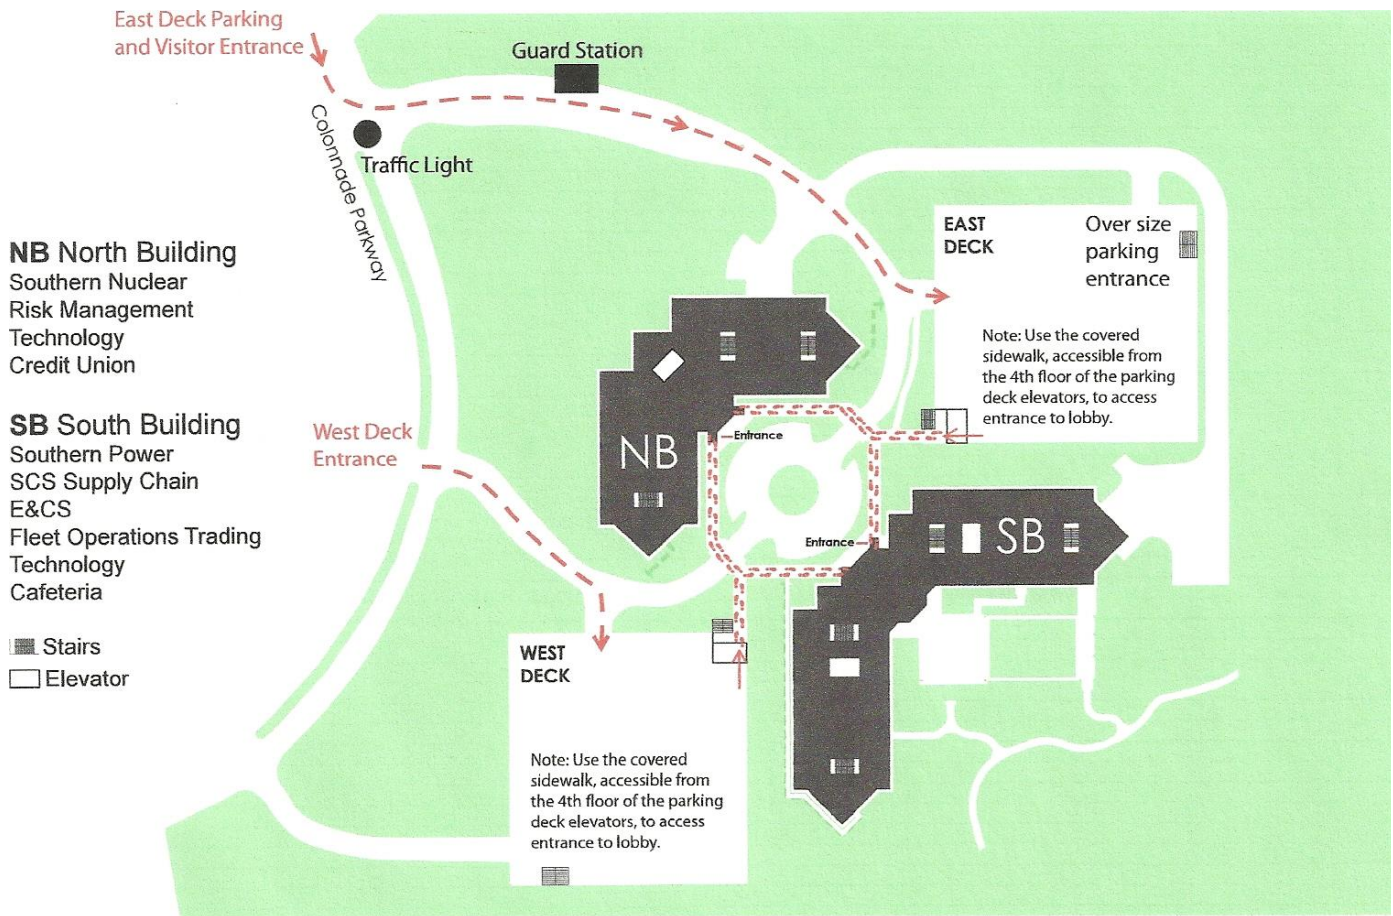 East Deck Parking
and Visitor Entrance
Guard Station
Colonnade Parkway
Traffic Light
NB North Building
Southern Nuclear
Risk Management
Technology
Credit Union
SB South Building
Southern Power
SCS Supply Chain
E&CS
Fleet Operations Trading
Technology
Cafeteria
Stairs
Elevator
EAST
DECK
Over size
parking
entrance
Note: Use the covered
sidewalk, accessible from
the 4th floor of the parking
deck elevators, to access
entrance to lobby.
West Deck
Entrance
NB
Entrance
Entrance
SB
WEST
DECK
Note: Use the covered
sidewalk, accessible from
the 4th floor of the parking
deck elevators, to access
entrance to lobby.